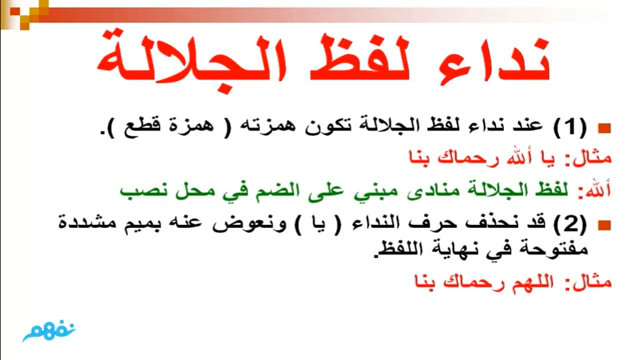 نداء لفظ الجلالة
(1) عند نداء لفظ الجلالة تكون همزته ( همزة قطع ).
مثال: يا ألله رحماك بنا
ألله: لفظ الجلالة منادى مبني على الضم في محل نصب
(2) قد نحذف حرف النداء ( يا ) ونعوض عنه بميم مشددة
مفتوحة في نهاية اللفظ.
مثال: اللهم رحماك بنا
نفهم